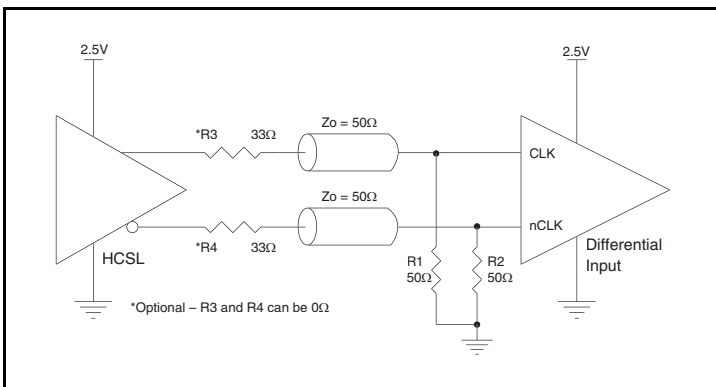 2.5V
2.5V
*R3 33Ω
Zo = 50Ω
CLK
Zo = 50Ω
nCLK
HCSL
*R4 33Ω
R1
50Ω
R2
50Ω
Differential
Input
*Optional – R3 and R4 can be 0Ω